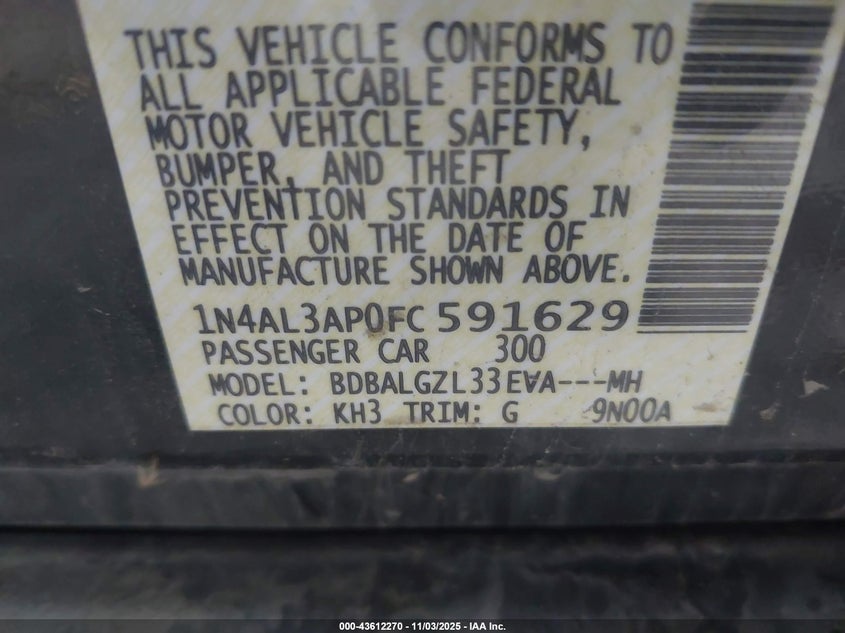 THIS VEHICLE CONFORMS TO
ALL APPLICABLE FEDERAL
MOTOR VEHICLE SAFETY,
BUMPER, AND THEFT
PREVENTION STANDARDS IN
EFFECT ON THE DATE OF
MANUFACTURE SHOWN ABOVE.
1N4AL3AP0FC591629
PASSENGER CAR 300
MODEL: BDBALGZL33EVA---MH
COLOR: KH3 TRIM: G 9N00A
000-43612270 - 11/03/2025 - IAA Inc.